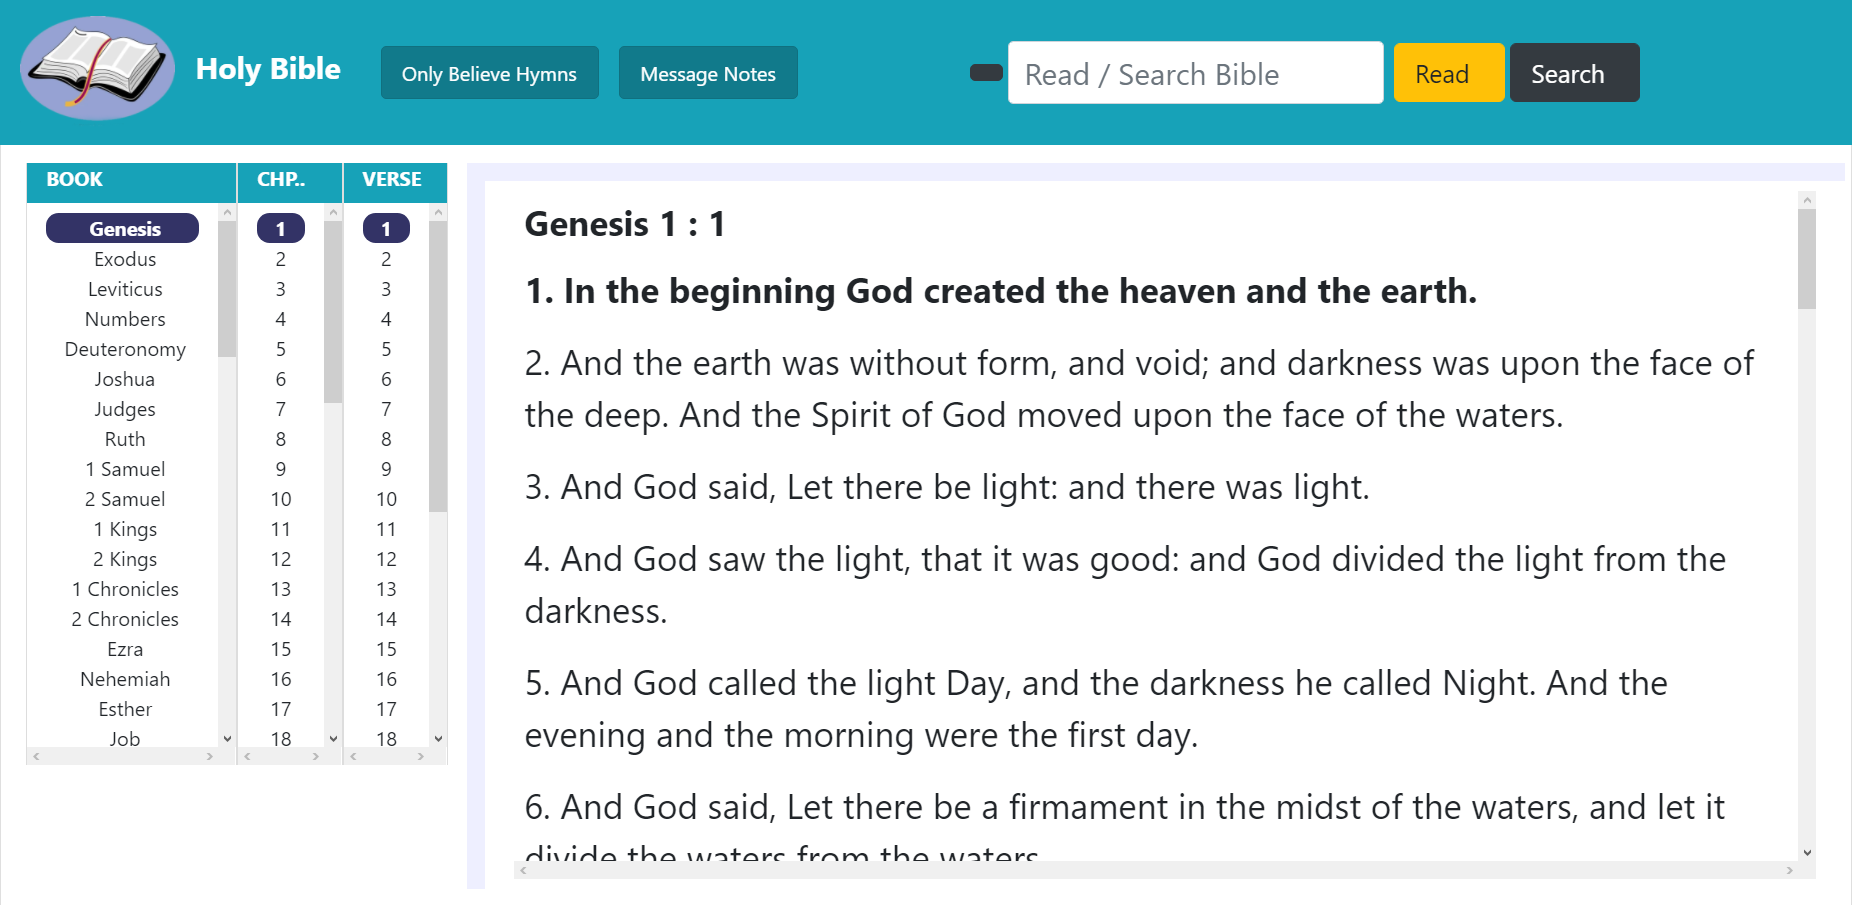 Holy Bible
Only Believe Hymns
Message Notes
Read / Search Bible
Read
Search
BOOK
Genesis
Exodus
Leviticus
Numbers
Deuteronomy
Joshua
Judges
Ruth
1 Samuel
2 Samuel
1 Kings
2 Kings
1 Chronicles
2 Chronicles
Ezra
Nehemiah
Esther
Job
CHP..
1
2
3
4
5
6
7
8
9
10
11
12
13
14
15
16
17
18
VERSE
1
2
3
4
5
6
7
8
9
10
11
12
13
14
15
16
17
18
Genesis 1 : 1
1. In the beginning God created the heaven and the earth.
2. And the earth was without form, and void; and darkness was upon the face of
the deep. And the Spirit of God moved upon the face of the waters.
3. And God said, Let there be light: and there was light.
4. And God saw the light, that it was good: and God divided the light from the
darkness.
5. And God called the light Day, and the darkness he called Night. And the
evening and the morning were the first day.
6. And God said, Let there be a firmament in the midst of the waters, and let it
divide the waters from the waters